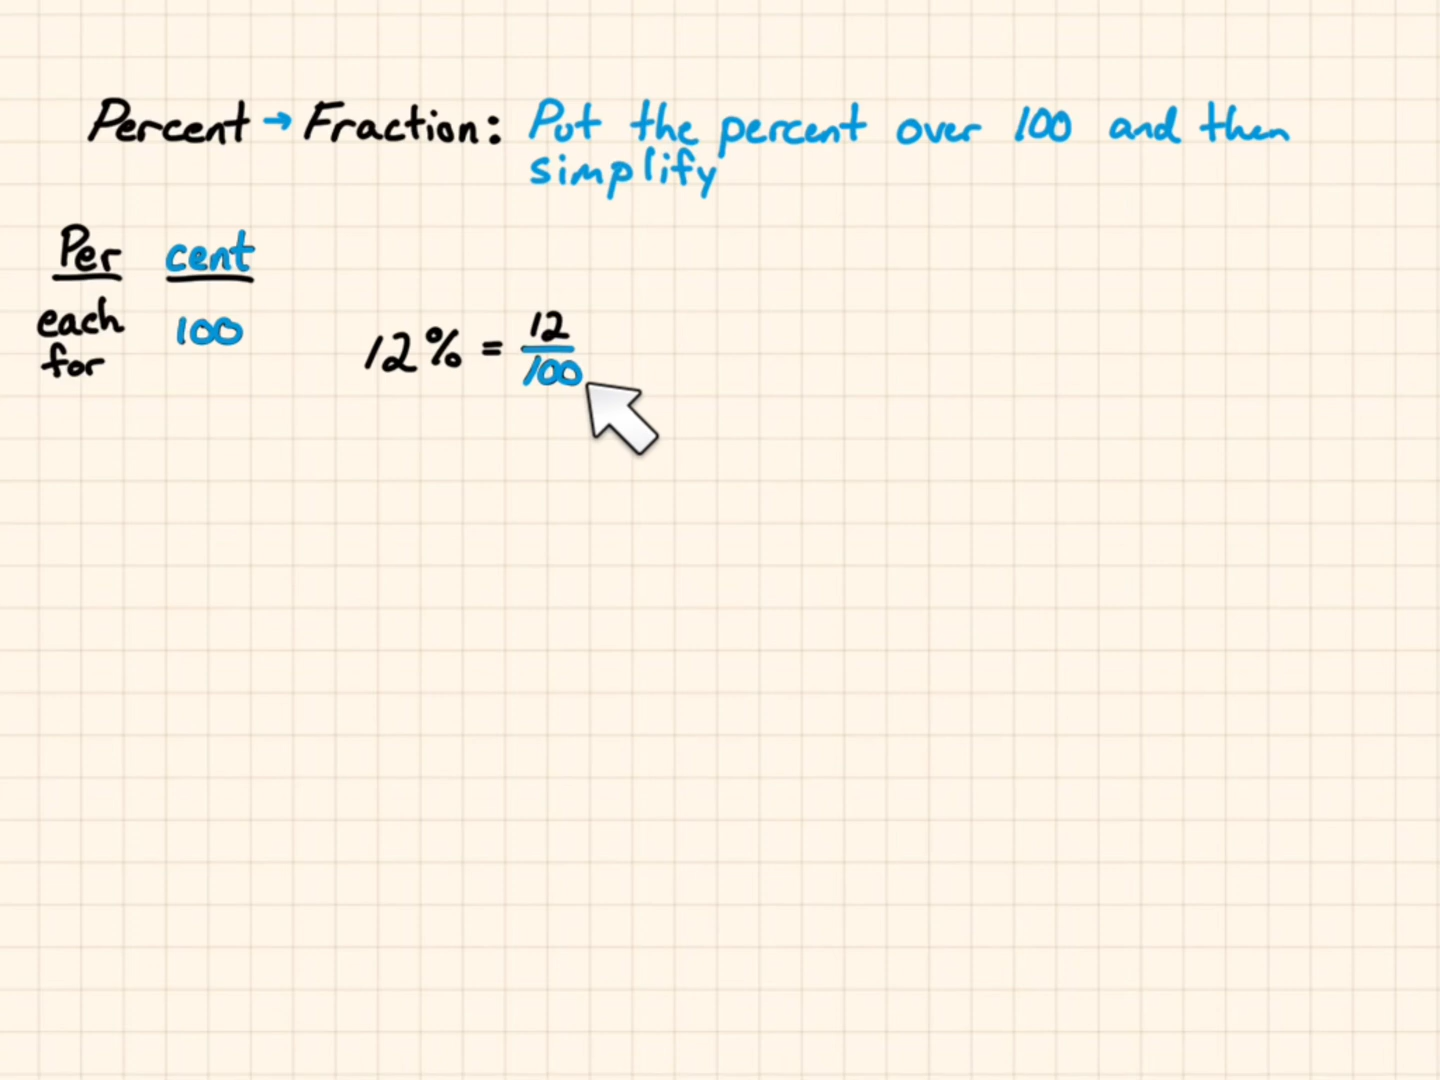 Percent → Fraction: Put the percent over 100 and then
simplify
Per cent
each for 100
12% = 12/100